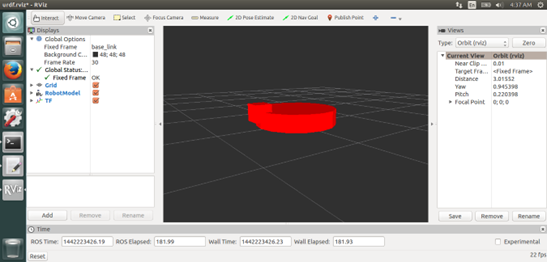 urdf.rviz* - RViz
En
4:37 AM
Interact
Move Camera
Select
Focus Camera
Measure
2D Pose Estimate
2D Nav Goal
Publish Point
Displays
Global Options
Fixed Frame base_link
Background C... 48; 48; 48
Frame Rate 30
Global Status:...
Fixed Frame OK
Grid
RobotModel
TF
Add
Remove
Rename
Views
Type: Orbit (rviz)
Zero
Current View Orbit (rviz)
Near Clip ... 0.01
Target Fra... <Fixed Frame>
Distance 3.01552
Yaw 0.945398
Pitch 0.220398
Focal Point 0; 0; 0
Save
Remove
Rename
RViz
Time
ROS Time: 1442223426.19
ROS Elapsed: 181.99
Wall Time: 1442223426.23
Wall Elapsed: 181.93
Experimental
Reset
22 fps